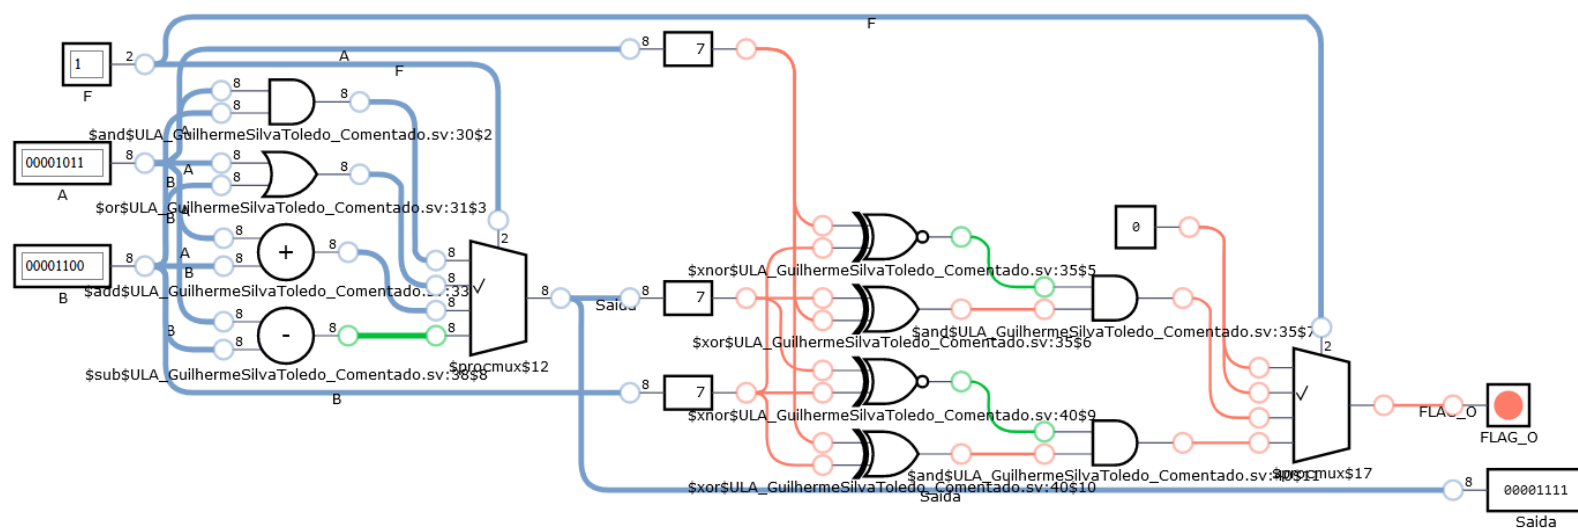 F
8
7
1
2
F
A
F
8
8
8
$and$ULA_GuilhermeSilvaToledo_Comentado.sv:30$2
A
00001011
8
A
8
8
8
A
B
$or$ULA_GuilhermeSilvaToledo_Comentado.sv:31$3
B
A
8
+
8
8
A
00001100
8
B
B
$add$ULA_GuilhermeSilvaToledo_Comentado.sv:33
8
-
8
8
B
$sub$ULA_GuilhermeSilvaToledo_Comentado.sv:38$8
2
8
8
8
8
✓
8
$procmux$12
Saida
8
7
8
7
B
$xnor$ULA_GuilhermeSilvaToledo_Comentado.sv:35$5
$xor$ULA_GuilhermeSilvaToledo_Comentado.sv:35$6
$and$ULA_GuilhermeSilvaToledo_Comentado.sv:35$7
$xnor$ULA_GuilhermeSilvaToledo_Comentado.sv:40$9
$xor$ULA_GuilhermeSilvaToledo_Comentado.sv:40$10
$and$ULA_GuilhermeSilvaToledo_Comentado.sv:40$11
0
2
✓
$procmux$17
FLAG_O
FLAG_O
Saida
8
00001111
Saida